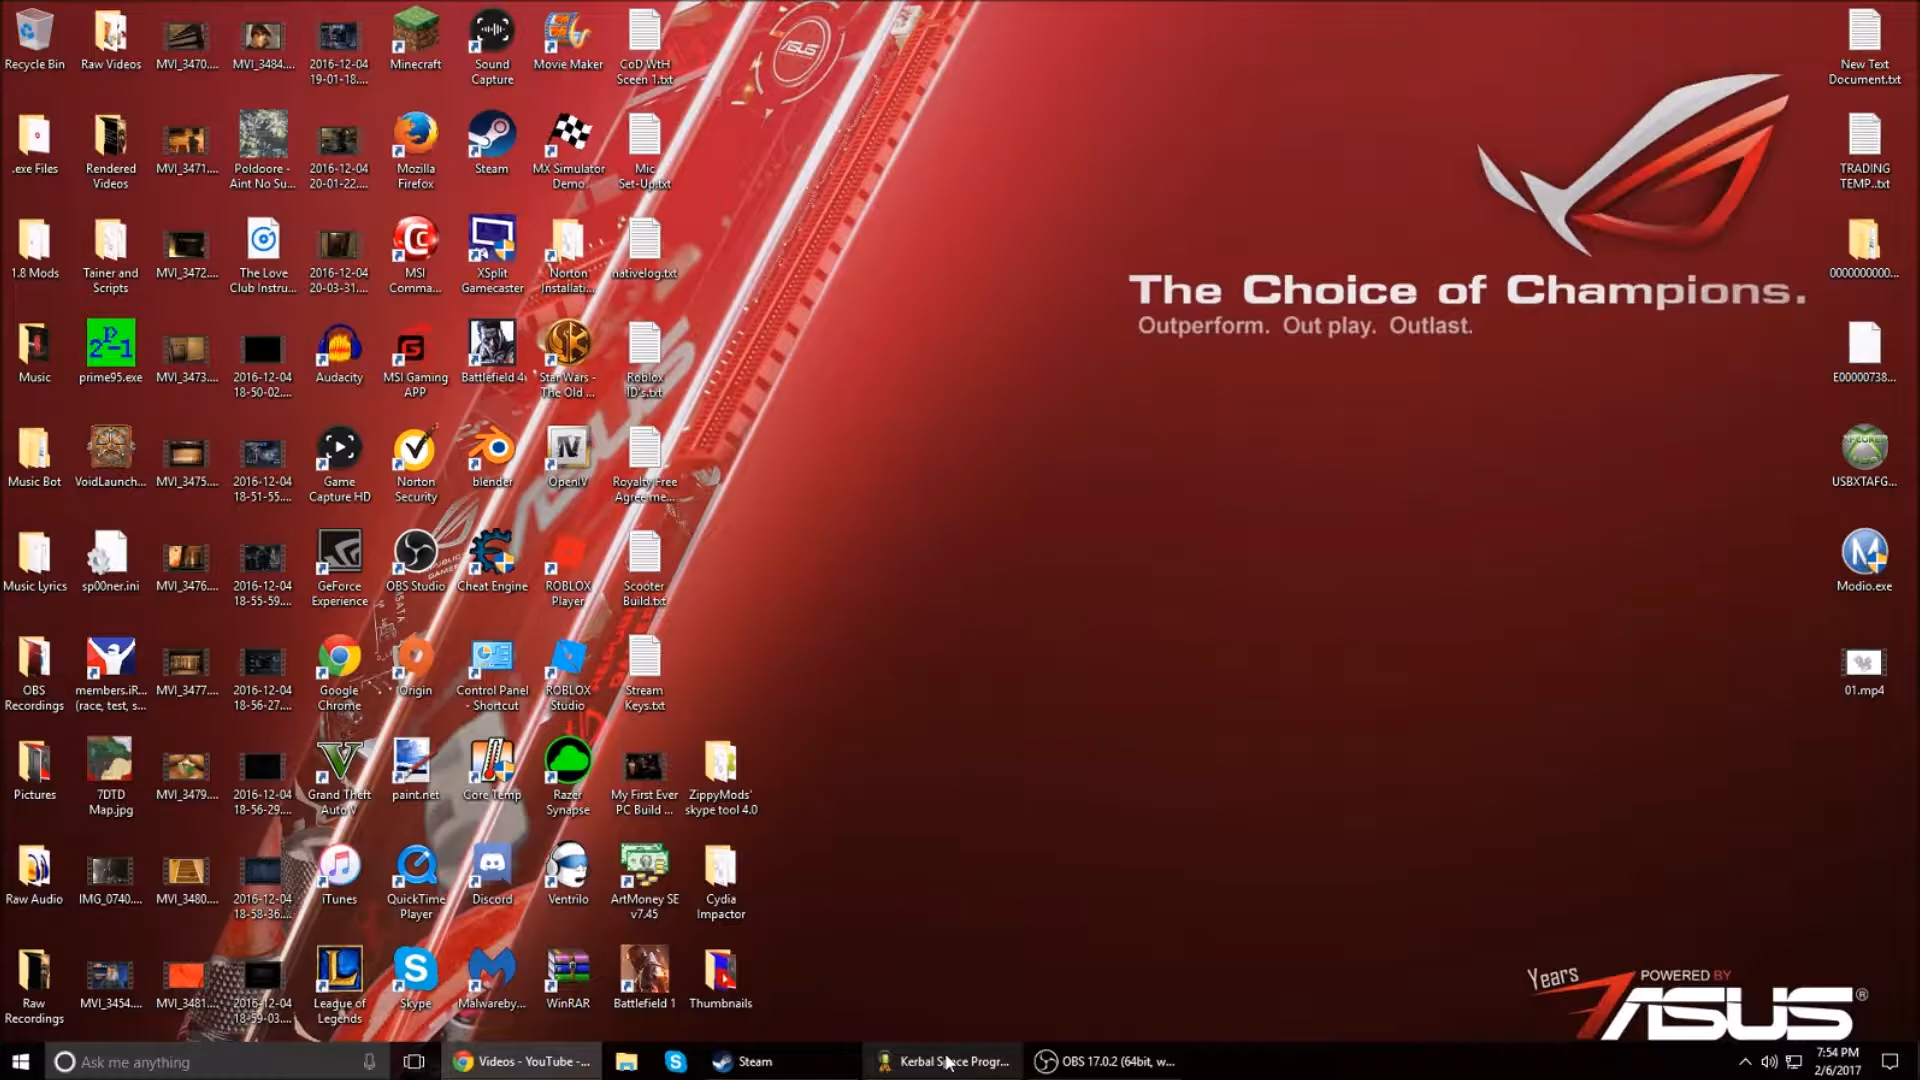 Recycle Bin
Raw Videos
MVI_3470....
MVI_3484....
2016-12-04
19-01-18....
Minecraft
Sound
Capture
Movie Maker
CoD WtH
Sceen 1.txt
New Text
Document.txt
.exe Files
Rendered
Videos
MVI_3471....
Poldoore -
Aint No Su...
2016-12-04
20-01-22....
Mozilla
Firefox
Steam
MX Simulator
Demo
Mic
Set-Up.txt
TRADING
TEMP..txt
1.8 Mods
Tainer and
Scripts
MVI_3472....
The Love
Club Instru...
2016-12-04
20-03-31....
MSI
Comma...
XSplit
Gamecaster
Norton
Installati...
nativelog.txt
0000000000...
The Choice of Champions.
Outperform. Out play. Outlast.
Music
prime95.exe
MVI_3473....
2016-12-04
18-50-02....
Audacity
MSI Gaming
APP
Battlefield 4
Star Wars -
The Old ...
Roblox
ID's.txt
E00000738...
Music Bot
VoidLaunch...
MVI_3475....
2016-12-04
18-51-55....
Game
Capture HD
Norton
Security
blender
OpenIV
Royalty Free
Agreeme...
USBXTAFG...
Music Lyrics
sp00ner.ini
MVI_3476....
2016-12-04
18-55-59....
GeForce
Experience
OBS Studio
Cheat Engine
ROBLOX
Player
Scooter
Build.txt
Modio.exe
OBS
Recordings
members.iR...
(race, test, s...
MVI_3477....
2016-12-04
18-56-27....
Google
Chrome
Origin
Control Panel
- Shortcut
ROBLOX
Studio
Stream
Keys.txt
01.mp4
Pictures
7DTD
Map.jpg
MVI_3479....
2016-12-04
18-56-29....
Grand Theft
Auto V
paint.net
Core Temp
Razer
Synapse
My First Ever
PC Build ...
ZippyMods'
skype tool 4.0
Raw Audio
IMG_0740....
MVI_3480....
2016-12-04
18-58-36....
iTunes
QuickTime
Player
Discord
Ventrilo
ArtMoney SE
v7.45
Cydia
Impactor
Raw
Recordings
MVI_3454....
MVI_3481....
2016-12-04
18-59-03....
League of
Legends
Skype
Malwareby...
WinRAR
Battlefield 1
Thumbnails
Years
POWERED BY
ASUS®
Ask me anything
Videos - YouTube -...
Steam
Kerbal Space Progr...
OBS 17.0.2 (64bit, w...
7:54 PM
2/6/2017